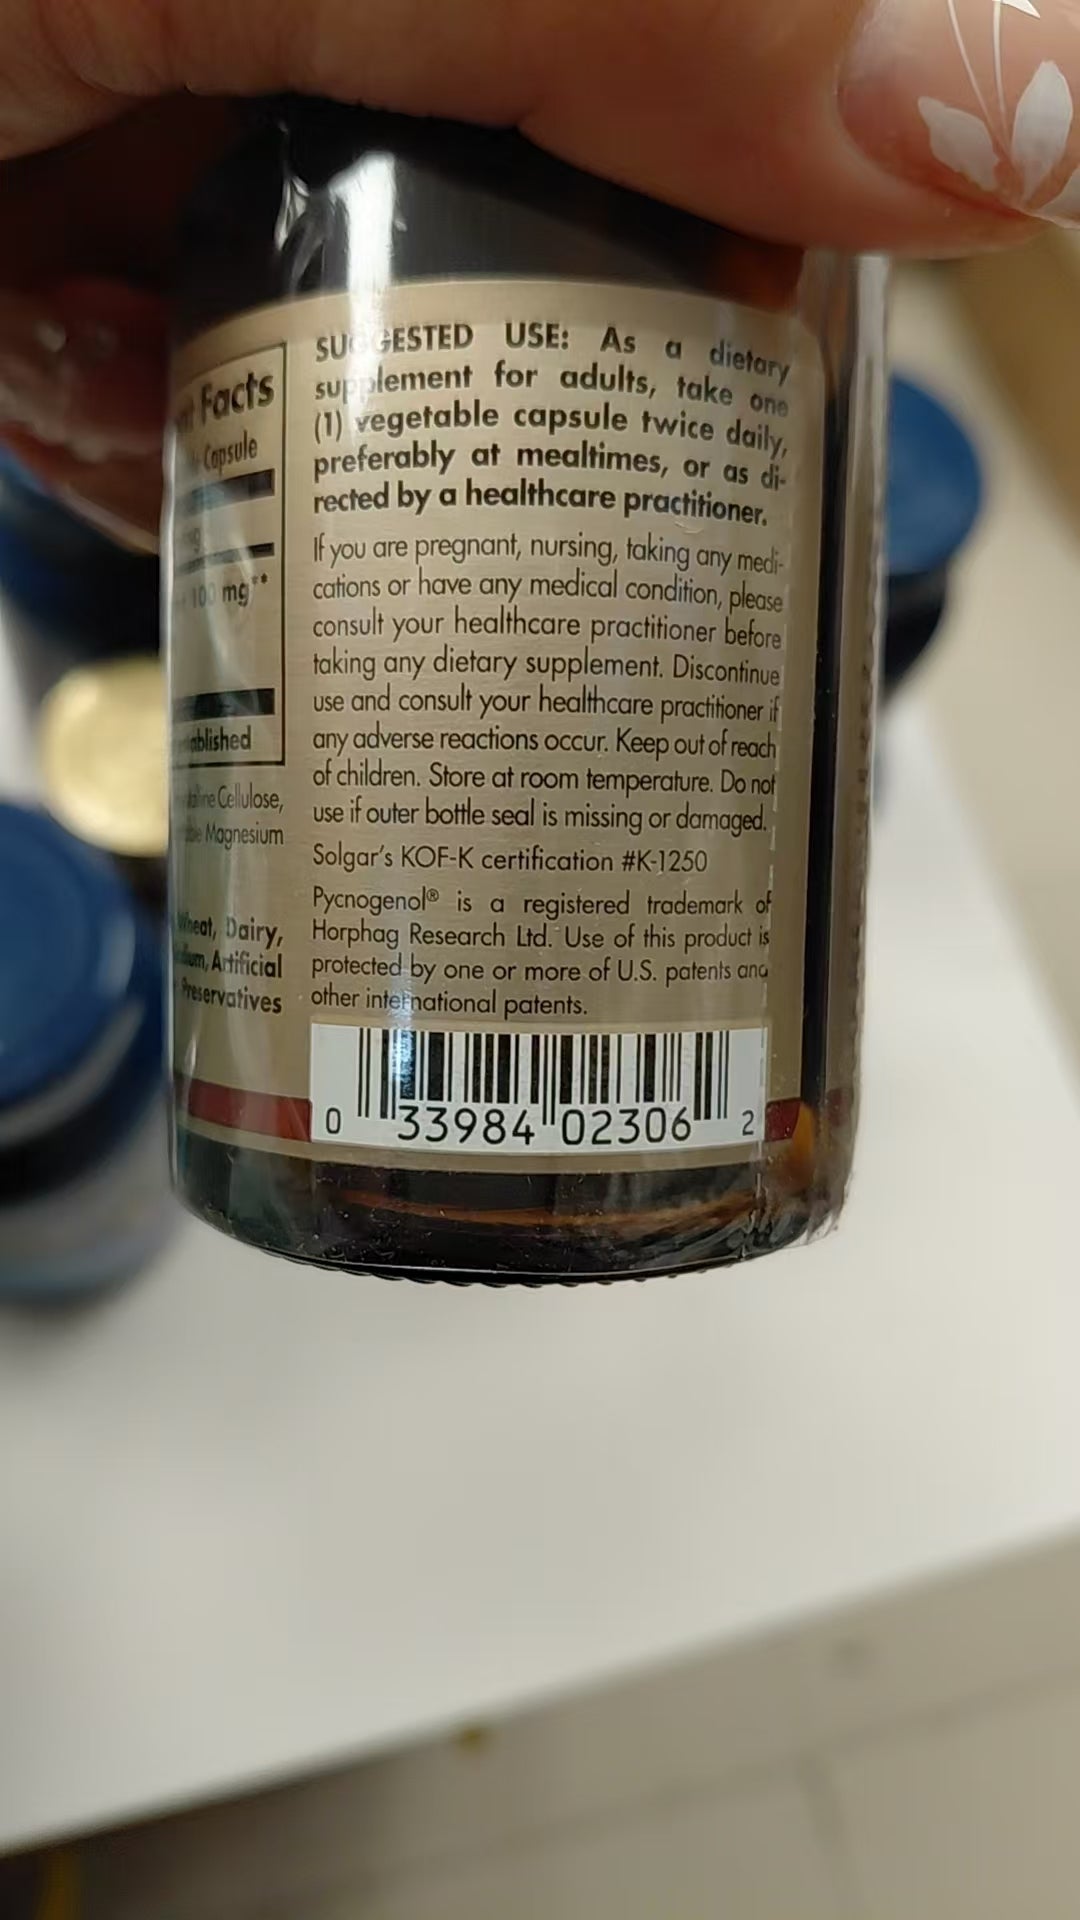 Facts
Capsule
100 mg**
Cellulose,
Magnesium
Wheat, Dairy,
Artificial
Preservatives
SUGGESTED USE: As a dietary
supplement for adults, take one
(1) vegetable capsule twice daily,
preferably at mealtimes, or as di-
rected by a healthcare practitioner.
If you are pregnant, nursing, taking any medi-
cations or have any medical condition, please
consult your healthcare practitioner before
taking any dietary supplement. Discontinue
use and consult your healthcare practitioner if
any adverse reactions occur. Keep out of reach
of children. Store at room temperature. Do not
use if outer bottle seal is missing or damaged.
Solgar's KOF-K certification #K-1250
Pycnogenol® is a registered trademark of
Horphag Research Ltd. Use of this product is
protected by one or more of U.S. patents and
other international patents.
0 33984 02306 2